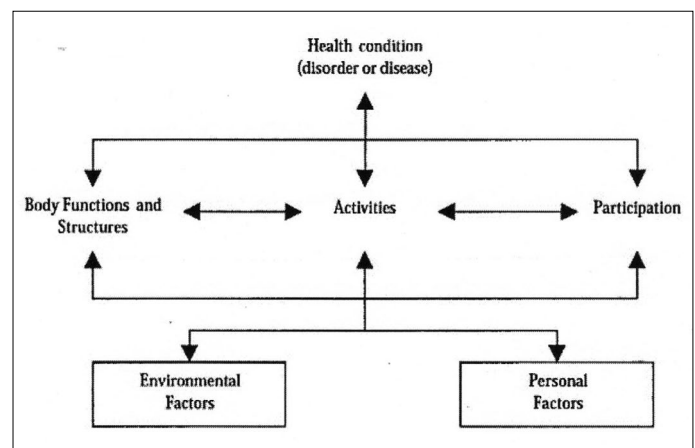 Health condition
(disorder or disease)
Body Functions and
Structures
Activities
Participation
Environmental
Factors
Personal
Factors